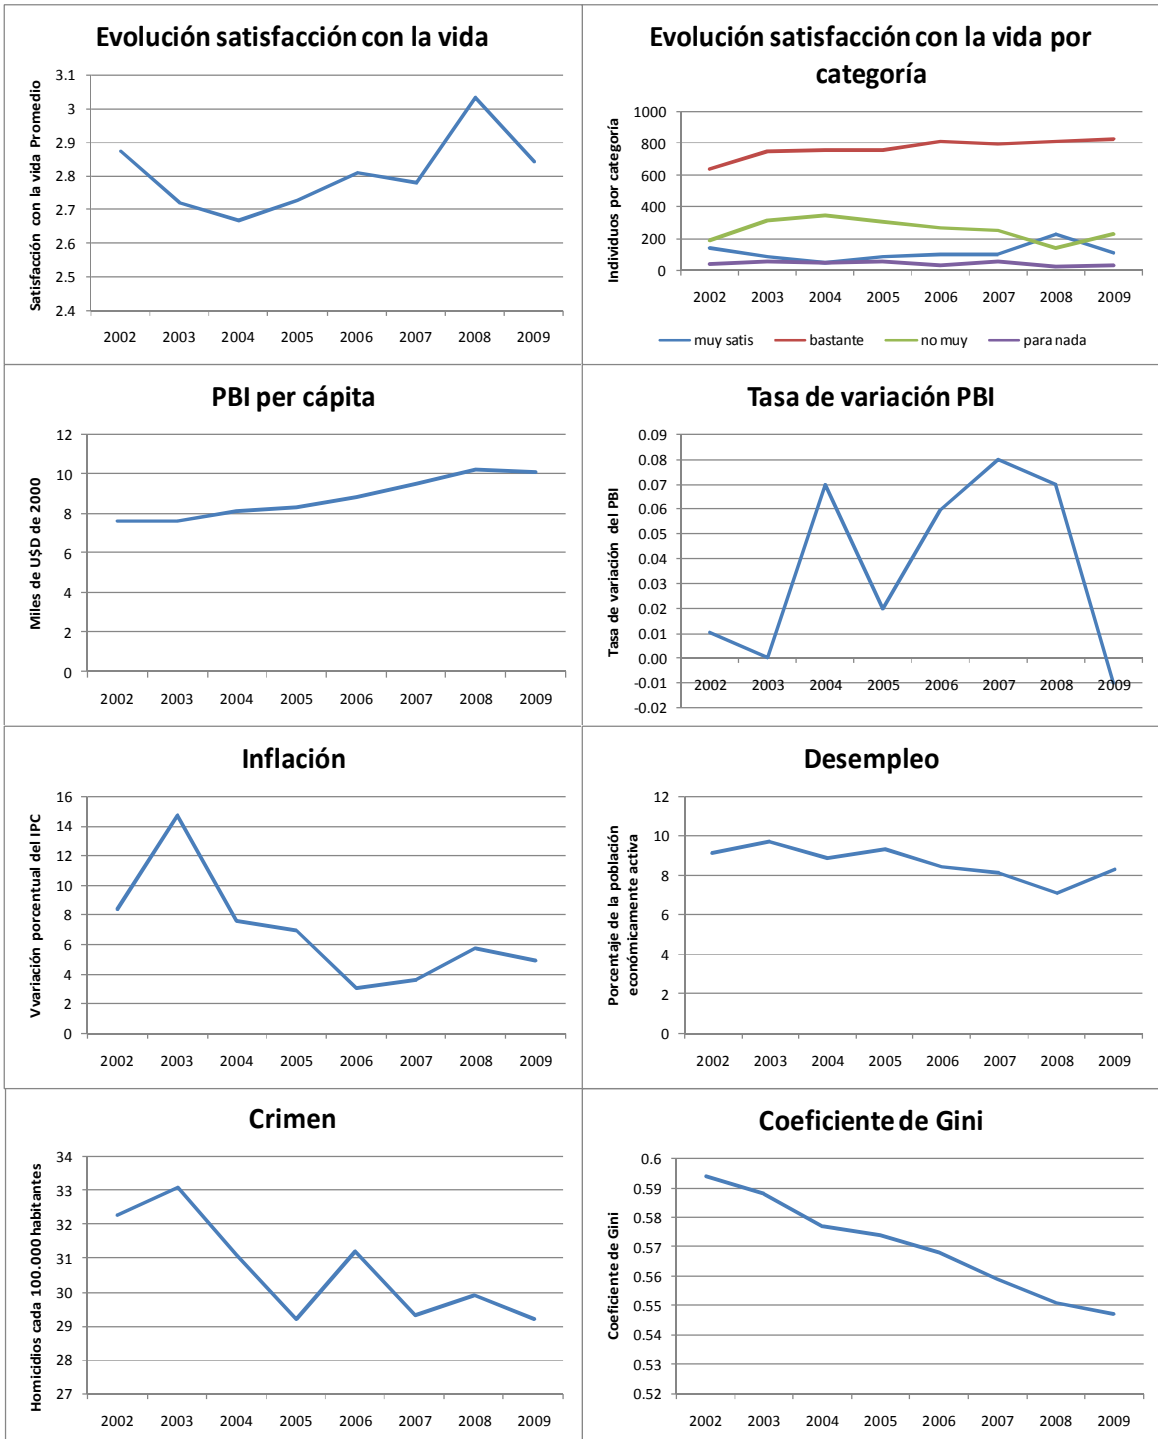 Evolución satisfacción con la vida
Satisfacción con la vida Promedio
3.1
3
2.9
2.8
2.7
2.6
2.5
2.4
2002 2003 2004 2005 2006 2007 2008 2009
Evolución satisfacción con la vida por
categoría
Individuos por categoría
1000
800
600
400
200
0
2002 2003 2004 2005 2006 2007 2008 2009
muy satis bastante no muy para nada
PBI per cápita
Miles de U$D de 2000
12
10
8
6
4
2
0
2002 2003 2004 2005 2006 2007 2008 2009
Tasa de variación PBI
Tasa de variación del PBI
0.09
0.08
0.07
0.06
0.05
0.04
0.03
0.02
0.01
0.00
-0.01
-0.02
2002 2003 2004 2005 2006 2007 2008 2009
Inflación
Vvariación porcentual del IPC
16
14
12
10
8
6
4
2
0
2002 2003 2004 2005 2006 2007 2008 2009
Desempleo
Porcentaje de la población
económicamente activa
12
10
8
6
4
2
0
2002 2003 2004 2005 2006 2007 2008 2009
Crimen
Homicidios cada 100.000 habitantes
34
33
32
31
30
29
28
27
2002 2003 2004 2005 2006 2007 2008 2009
Coeficiente de Gini
Coeficiente de Gini
0.6
0.59
0.58
0.57
0.56
0.55
0.54
0.53
0.52
2002 2003 2004 2005 2006 2007 2008 2009